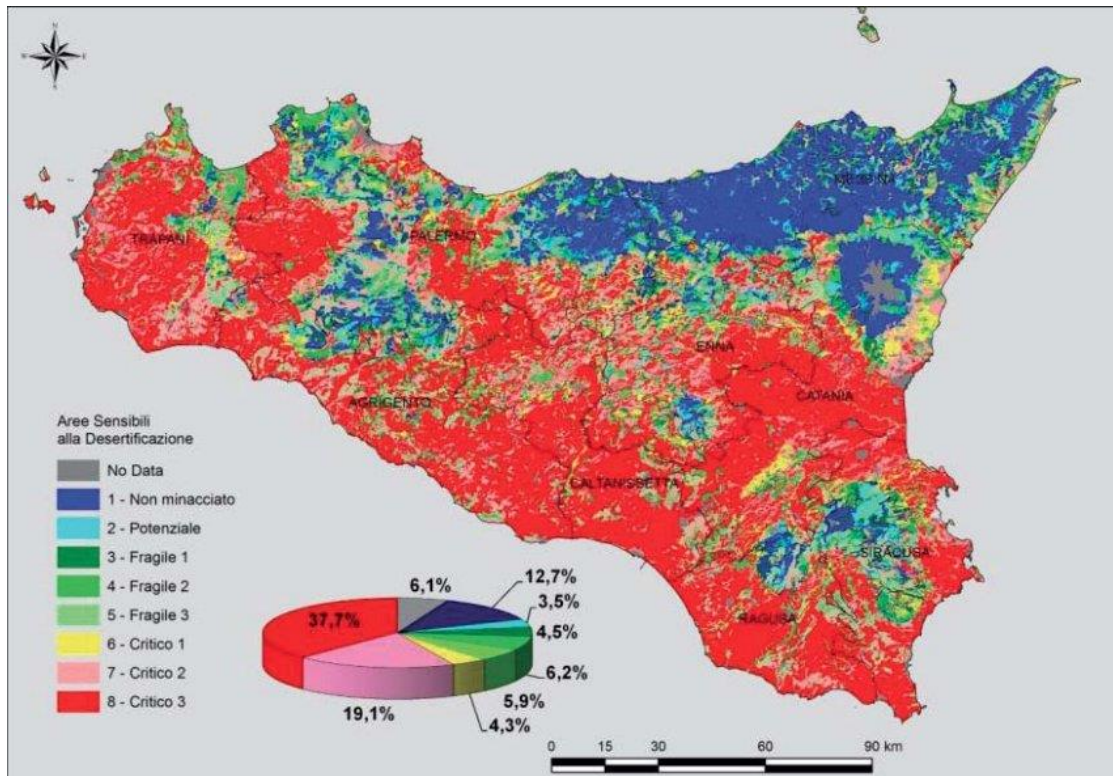 N
W E
S
MESSINA
TRAPANI
PALERMO
ENNA
AGRIGENTO
CATANIA
CALTANISSETTA
SIRACUSA
RAGUSA
Aree Sensibili
alla Desertificazione
No Data
1 - Non minacciato
2 - Potenziale
3 - Fragile 1
4 - Fragile 2
5 - Fragile 3
6 - Critico 1
7 - Critico 2
8 - Critico 3
6,1%
12,7%
3,5%
4,5%
6,2%
5,9%
4,3%
19,1%
37,7%
0 15 30 60 90 km